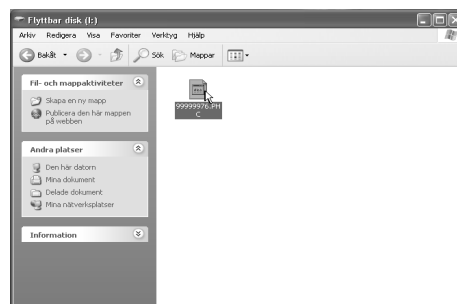 Flyttbar disk (I:)
Arkiv Redigera Visa Favoriter Verktyg Hjälp
Bakåt Sök Mappar
Fil- och mappaktiviteter
Skapa en ny mapp
Publicera den här mappen på webben
Andra platser
Den här datorn
Mina dokument
Delade dokument
Mina nätverksplatser
Information
99999976.PH
C